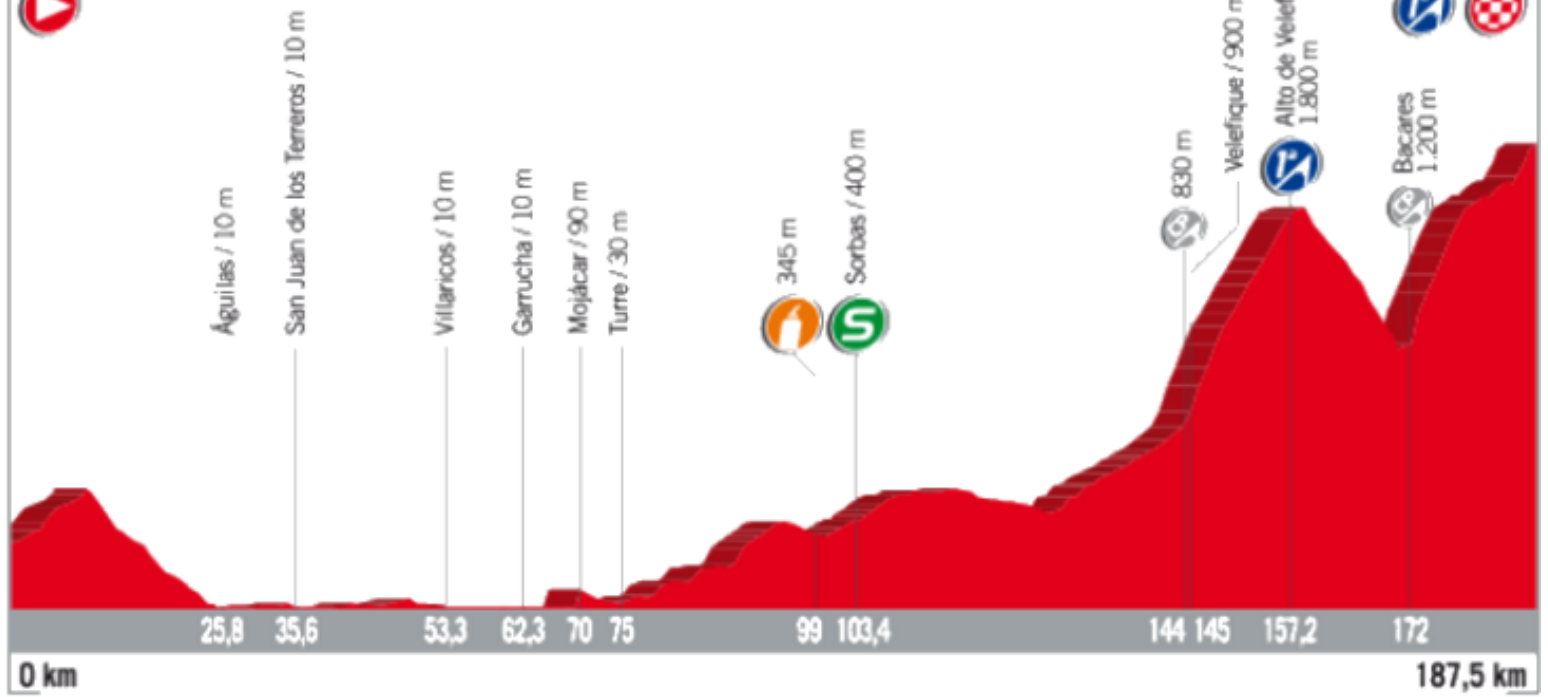 Águilas / 10 m
San Juan de los Terreros / 10 m
Villaricos / 10 m
Garrucha / 10 m
Mojácar / 90 m
Turre / 30 m
345 m
S
Sorbas / 400 m
CP
830 m
Velefique / 900 m
Alto de Velef
1.800 m
CP
Bacares
1.200 m
25,8
35,6
53,3
62,3
70
75
99
103,4
144
145
157,2
172
0 km
187,5 km